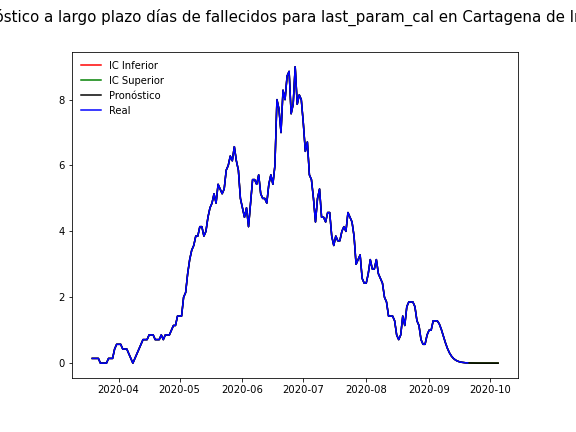 óstico a largo plazo días de fallecidos para last_param_cal en Cartagena de I
IC Inferior
IC Superior
Pronóstico
Real
8
6
4
2
0
2020-04 2020-05 2020-06 2020-07 2020-08 2020-09 2020-10